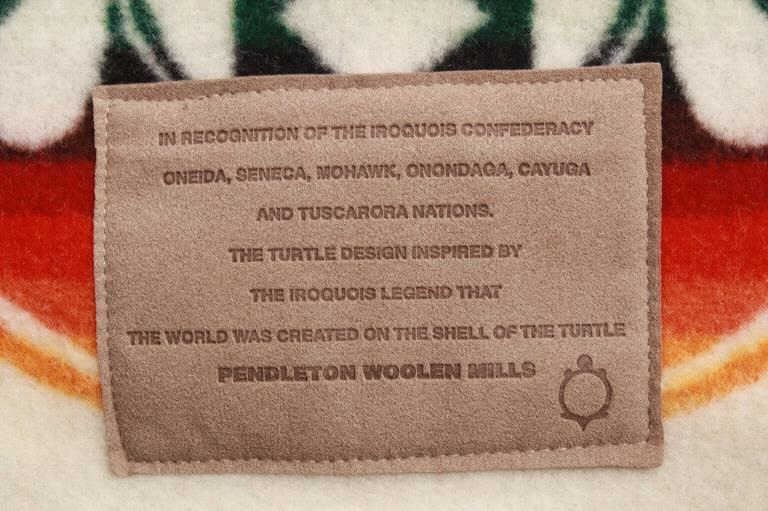 IN RECOGNITION OF THE IROQUOIS CONFEDERACY
ONEIDA, SENECA, MOHAWK, ONONDAGA, CAYUGA
AND TUSCARORA NATIONS.
THE TURTLE DESIGN INSPIRED BY
THE IROQUOIS LEGEND THAT
THE WORLD WAS CREATED ON THE SHELL OF THE TURTLE
PENDLETON WOOLEN MILLS